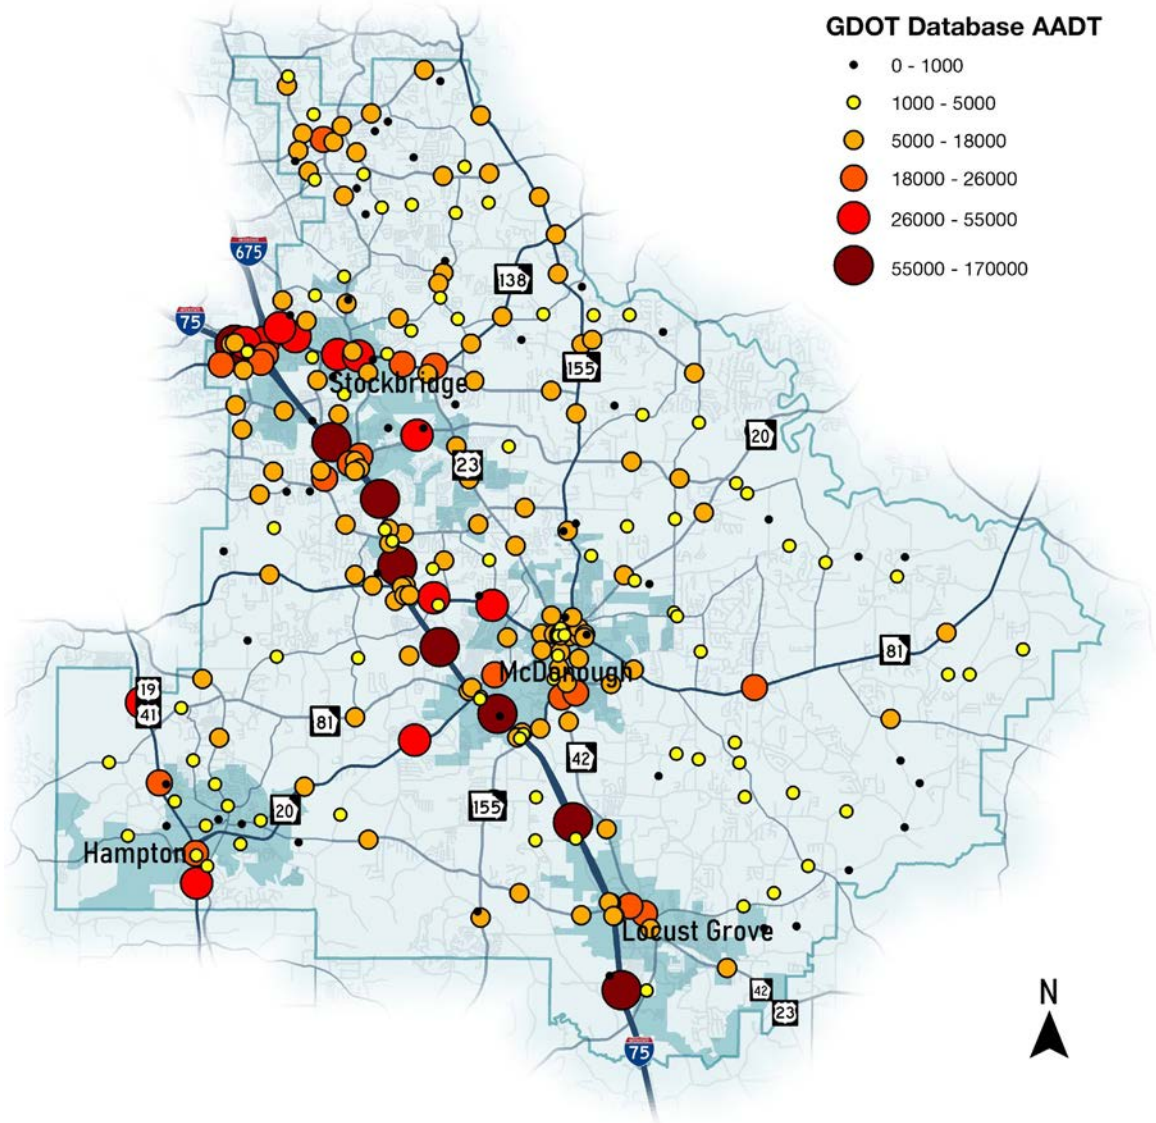 GDOT Database AADT
0 - 1000
1000 - 5000
5000 - 18000
18000 - 26000
26000 - 55000
55000 - 170000
675
138
75
155
Stockbridge
20
23
81
McDonough
19
41
81
42
20
155
Hampton
Locust Grove
42
N
23
75